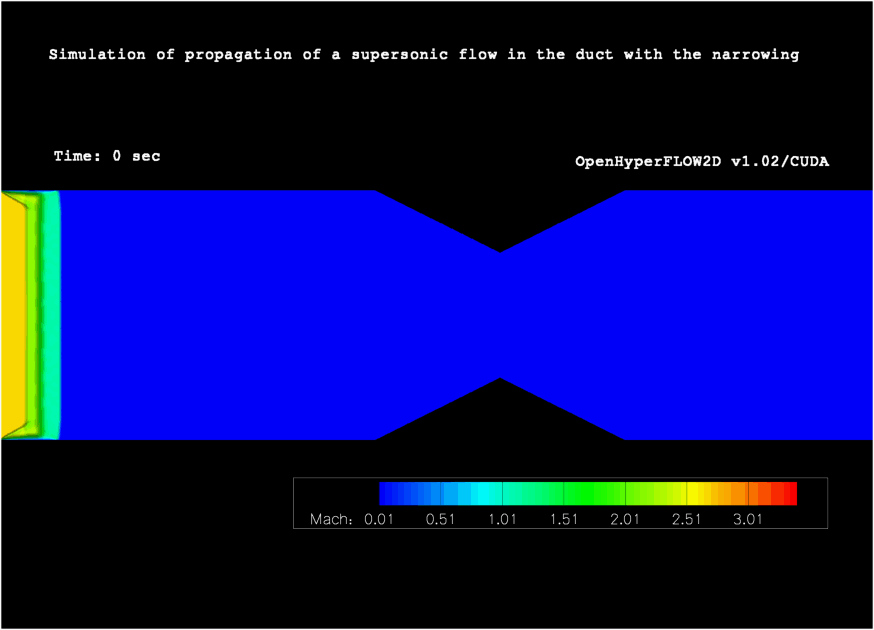 Simulation of propagation of a supersonic flow in the duct with the narrowing
Time: 0 sec
OpenHyperFLOW2D v1.02/CUDA
Mach: 0.01 0.51 1.01 1.51 2.01 2.51 3.01